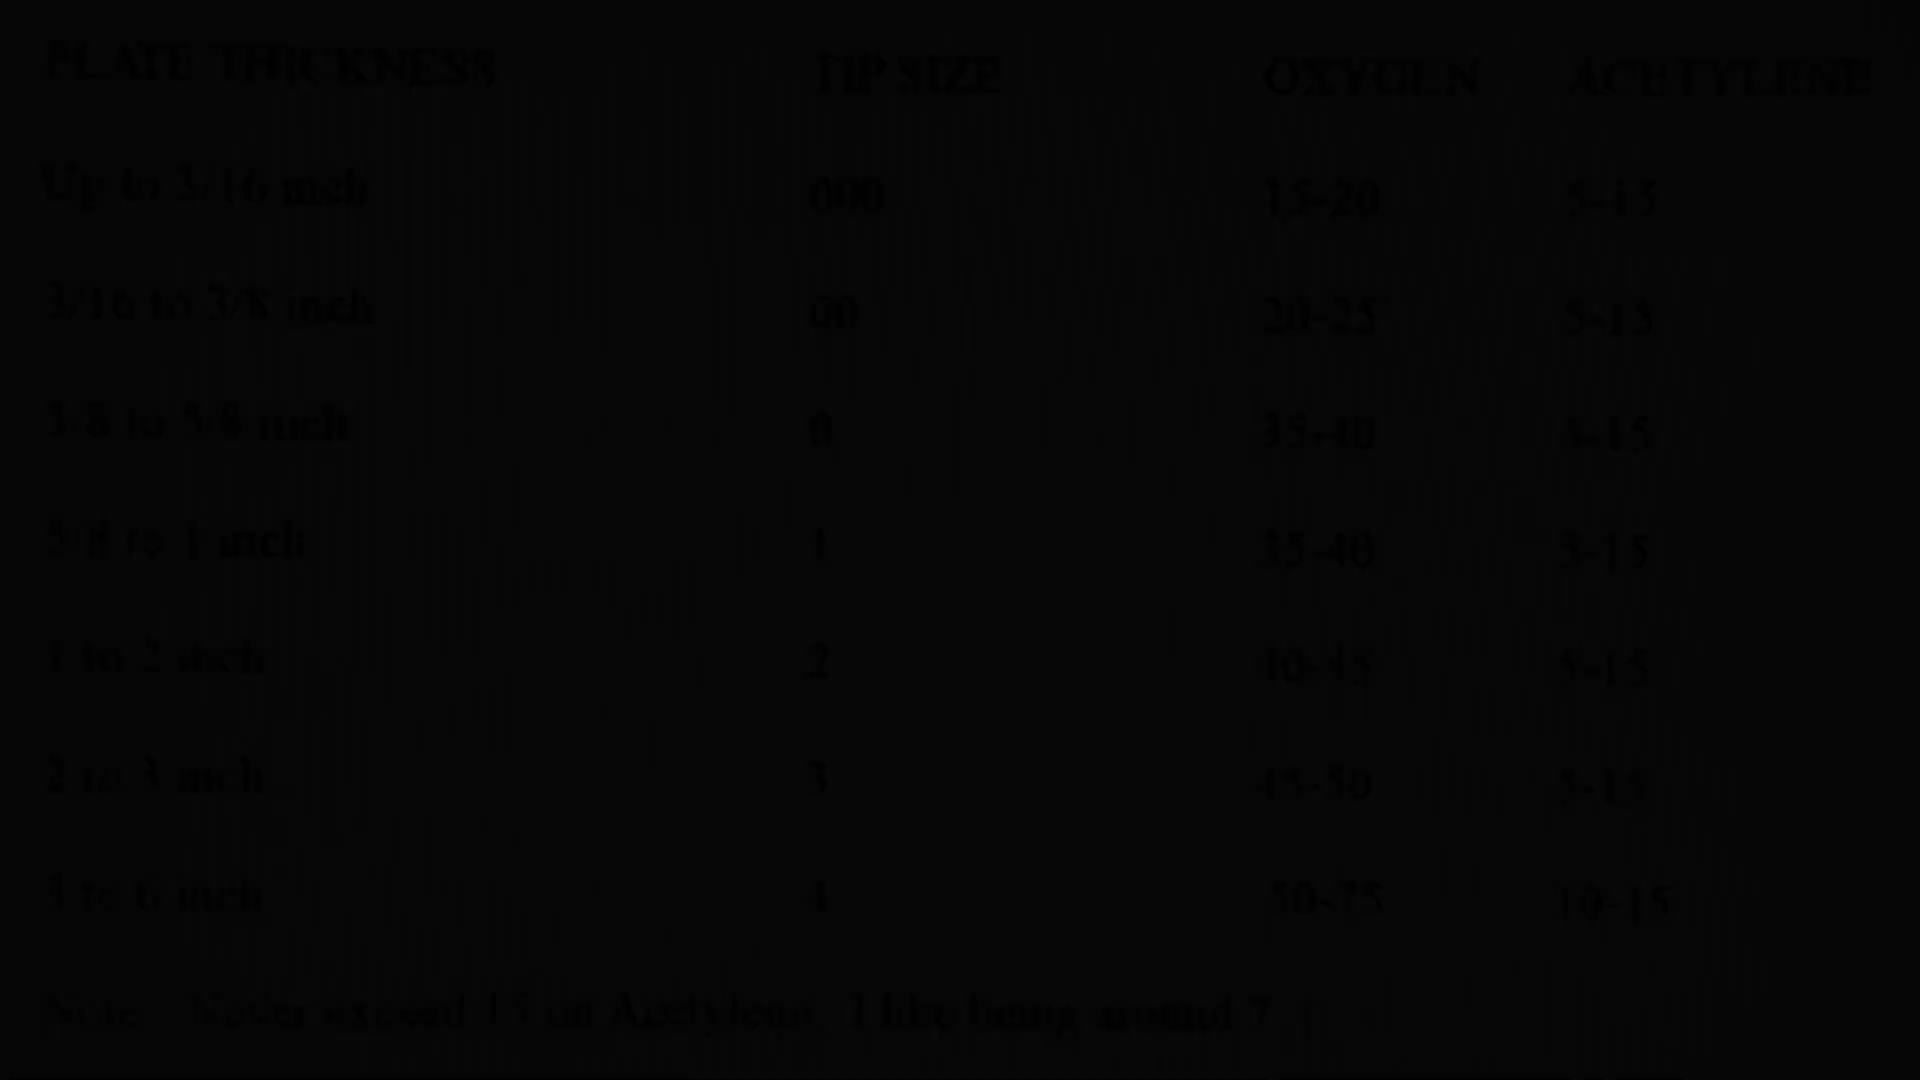 PLATE THICKNESS TIP SIZE OXYGEN ACETYLENE
Up to 3/16 inch 000 15-20 5-15
3/16 to 3/8 inch 00 20-25 5-15
3/8 to 5/8 inch 0 35-40 5-15
5/8 to 1 inch 1 35-40 5-15
1 to 2 inch 2 40-45 5-15
2 to 3 inch 3 45-50 5-15
3 to 6 inch 4 50-75 10-15
Note: Never exceed 15 on Acetylene, I like being around 7